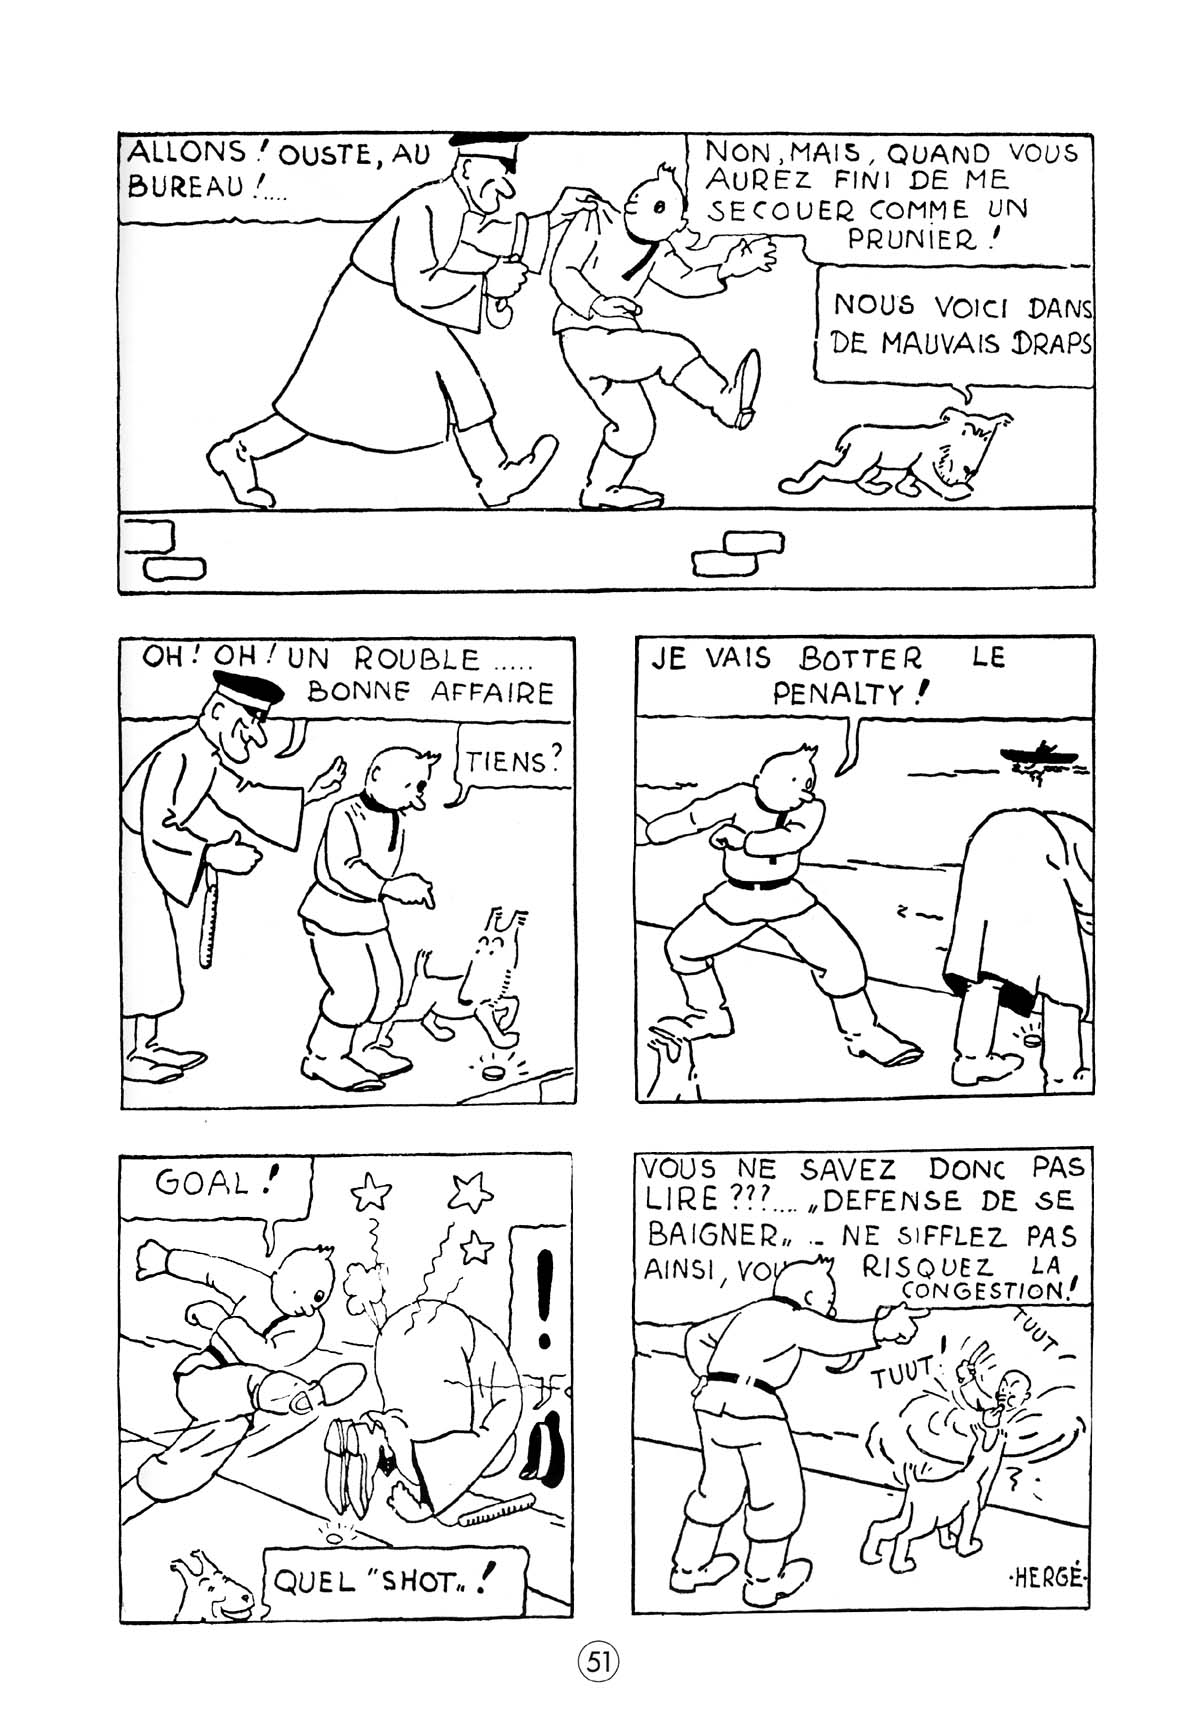 ALLONS! OUSTE, AU
BUREAU!....
NON, MAIS, QUAND VOUS
AUREZ FINI DE ME
SECOUER COMME UN
PRUNIER!
NOUS VOICI DANS
DE MAUVAIS DRAPS
OH! OH! UN ROUBLE .....
BONNE AFFAIRE
TIENS?
JE VAIS BOTTER LE
PENALTY!
GOAL!
!
QUEL "SHOT„!
VOUS NE SAVEZ DONC PAS
LIRE ???.... „DEFENSE DE SE
BAIGNER„ .. NE SIFFLEZ PAS
AINSI, VOU RISQUEZ LA
CONGESTION!
TUUT
TUUT!
·HERGÉ·
51